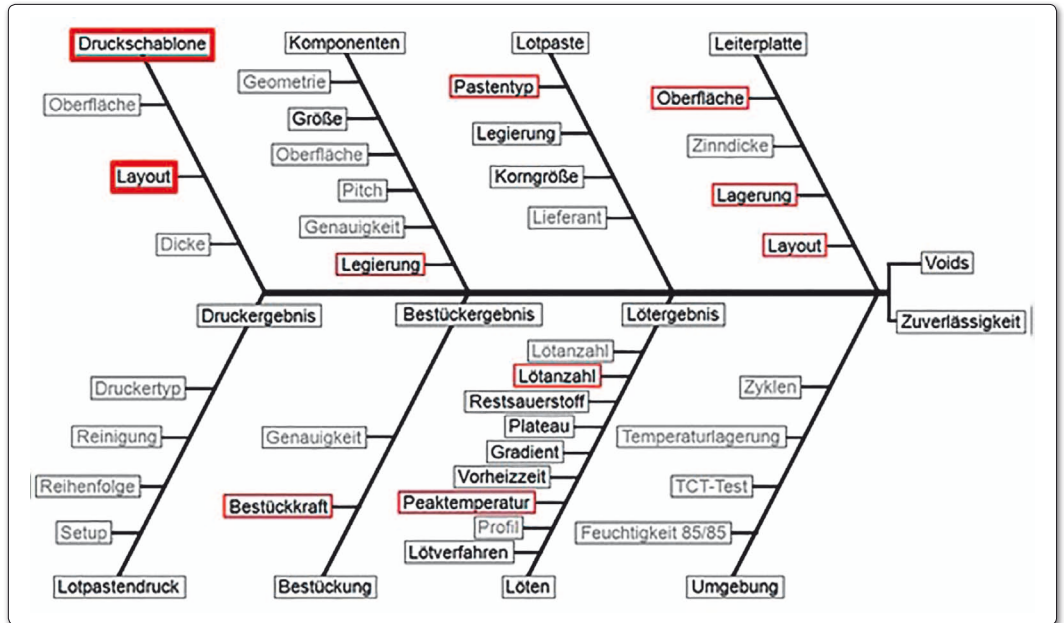 Druckschablone
Oberfläche
Layout
Dicke
Komponenten
Geometrie
Größe
Oberfläche
Pitch
Genauigkeit
Legierung
Lotpaste
Pastentyp
Legierung
Korngröße
Lieferant
Leiterplatte
Oberfläche
Zinndicke
Lagerung
Layout
Voids
Zuverlässigkeit
Druckergebnis
Bestückergebnis
Lötergebnis
Druckertyp
Reinigung
Reihenfolge
Setup
Lotpastendruck
Genauigkeit
Bestückkraft
Bestückung
Lötanzahl
Lötanzahl
Restsauerstoff
Plateau
Gradient
Vorheizzeit
Peaktemperatur
Profil
Lötverfahren
Löten
Zyklen
Temperaturlagerung
TCT-Test
Feuchtigkeit 85/85
Umgebung